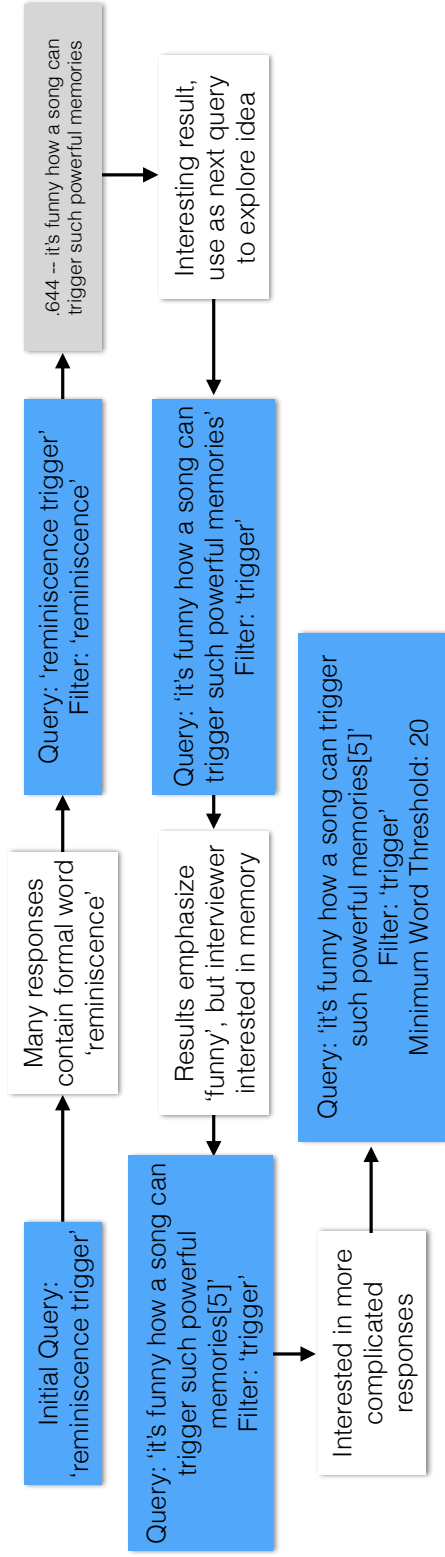 Initial Query:
‘reminiscence trigger’
Many responses
contain formal word
‘reminiscence’
Query: ‘reminiscence trigger’
Filter: ‘reminiscence’
.644 -- it's funny how a song can
trigger such powerful memories
Interesting result,
use as next query
to explore idea
Query: ‘it's funny how a song can
trigger such powerful memories’
Filter: ‘trigger’
Results emphasize
‘funny’, but interviewer
interested in memory
Query: ‘it's funny how a song can
trigger such powerful
memories[5]’
Filter: ‘trigger’
Interested in more
complicated
responses
Query: ‘it's funny how a song can trigger
such powerful memories[5]’
Filter: ‘trigger’
Minimum Word Threshold: 20